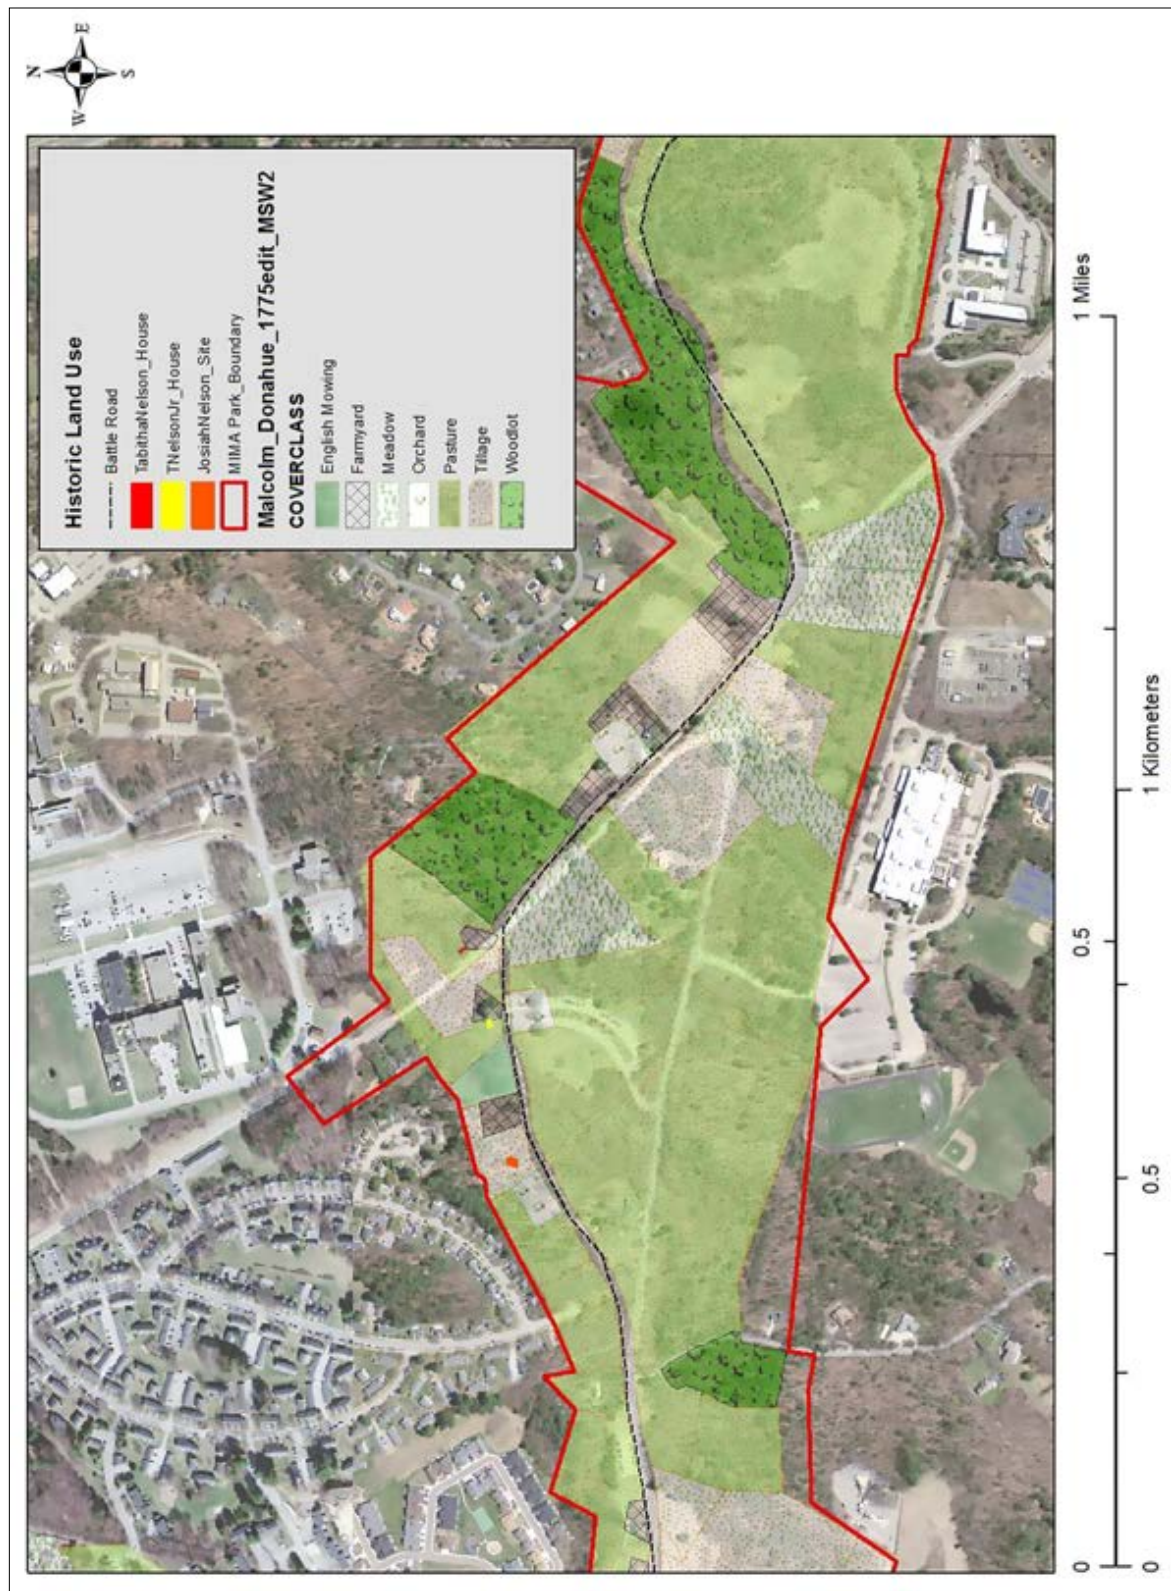 N
E
W
S
Historic Land Use
Battle Road
TabithaNelson_House
TNelsonJr_House
JosiahNelson_Site
MIMA Park_Boundary
Malcolm_Donahue_1775edit_MSW2
COVERCLASS
English Mowing
Farmyard
Meadow
Orchard
Pasture
Tillage
Woodlot
0 0.5 1 Miles
0 0.5 1 Kilometers